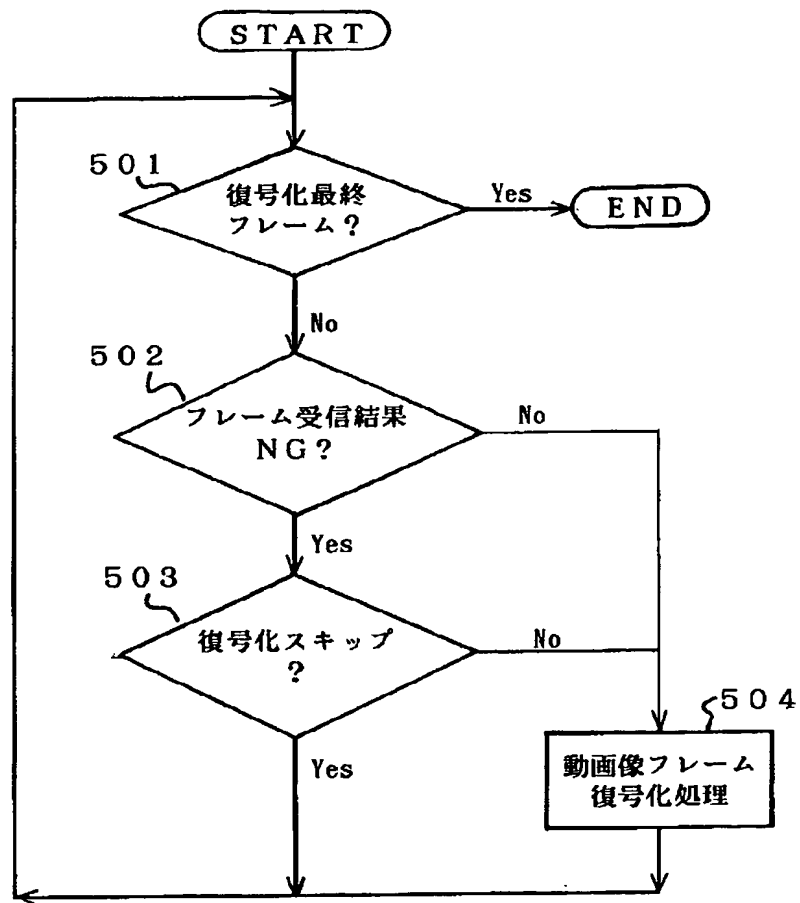 START
501
復号化最終
フレーム?
Yes
END
No
502
フレーム受信結果
NG?
No
Yes
503
復号化スキップ
?
No
Yes
504
動画像フレーム
復号化処理